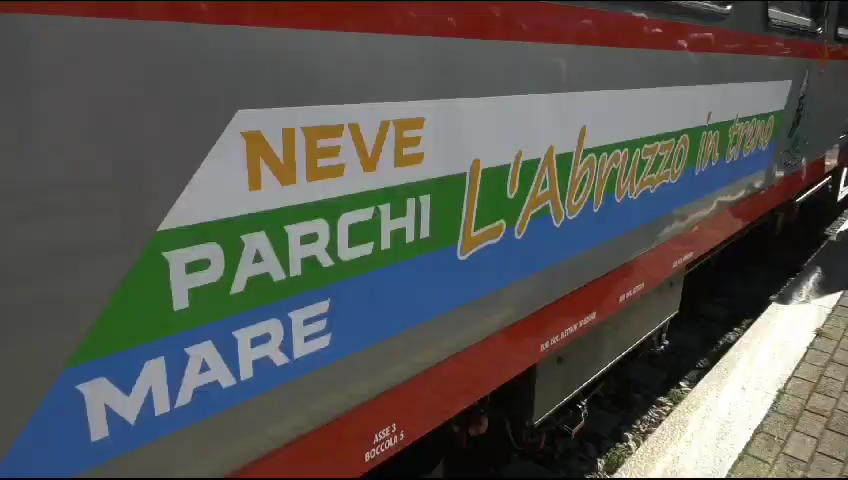 NEVE
PARCHI
MARE
L'Abruzzo in treno
ASSE 3
BOCCOLA 5